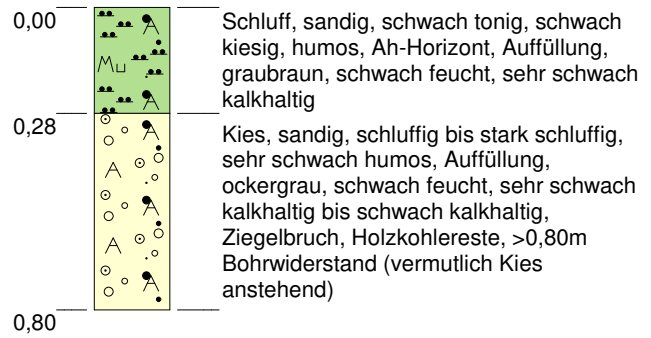 0,00
Schluff, sandig, schwach tonig, schwach
kiesig, humos, Ah-Horizont, Auffüllung,
graubraun, schwach feucht, sehr schwach
kalkhaltig
A
Mu
A
0,28
Kies, sandig, schluffig bis stark schluffig,
sehr schwach humos, Auffüllung,
ockergrau, schwach feucht, sehr schwach
kalkhaltig bis schwach kalkhaltig,
Ziegelbruch, Holzkohlereste, >0,80m
Bohrwiderstand (vermutlich Kies
anstehend)
A
A
A
A
A
0,80